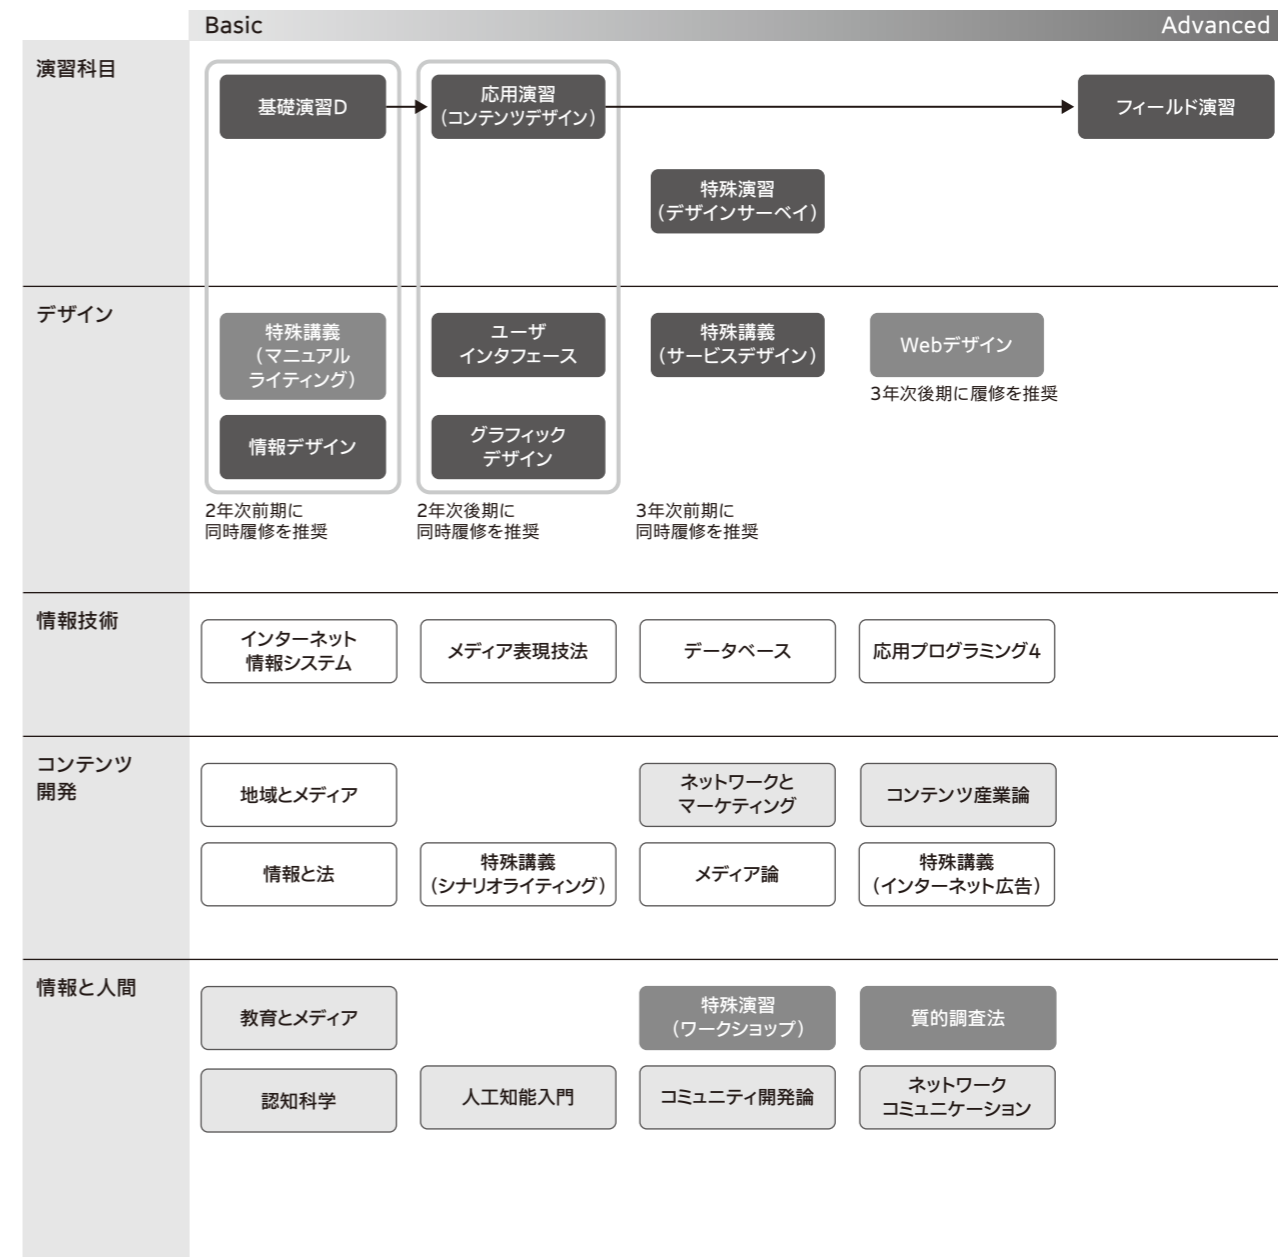 Basic
Advanced
演習科目
基礎演習D
応用演習
（コンテンツデザイン）
フィールド演習
特殊演習
（デザインサーベイ）
デザイン
特殊講義
（マニュアル
ライティング）
ユーザ
インタフェース
特殊講義
（サービスデザイン）
Webデザイン
3年次後期に履修を推奨
情報デザイン
グラフィック
デザイン
2年次前期に
同時履修を推奨
2年次後期に
同時履修を推奨
3年次前期に
同時履修を推奨
情報技術
インターネット
情報システム
メディア表現技法
データベース
応用プログラミング4
コンテンツ
開発
地域とメディア
ネットワークと
マーケティング
コンテンツ産業論
情報と法
特殊講義
（シナリオライティング）
メディア論
特殊講義
（インターネット広告）
情報と人間
教育とメディア
特殊演習
（ワークショップ）
質的調査法
認知科学
人工知能入門
コミュニティ開発論
ネットワーク
コミュニケーション